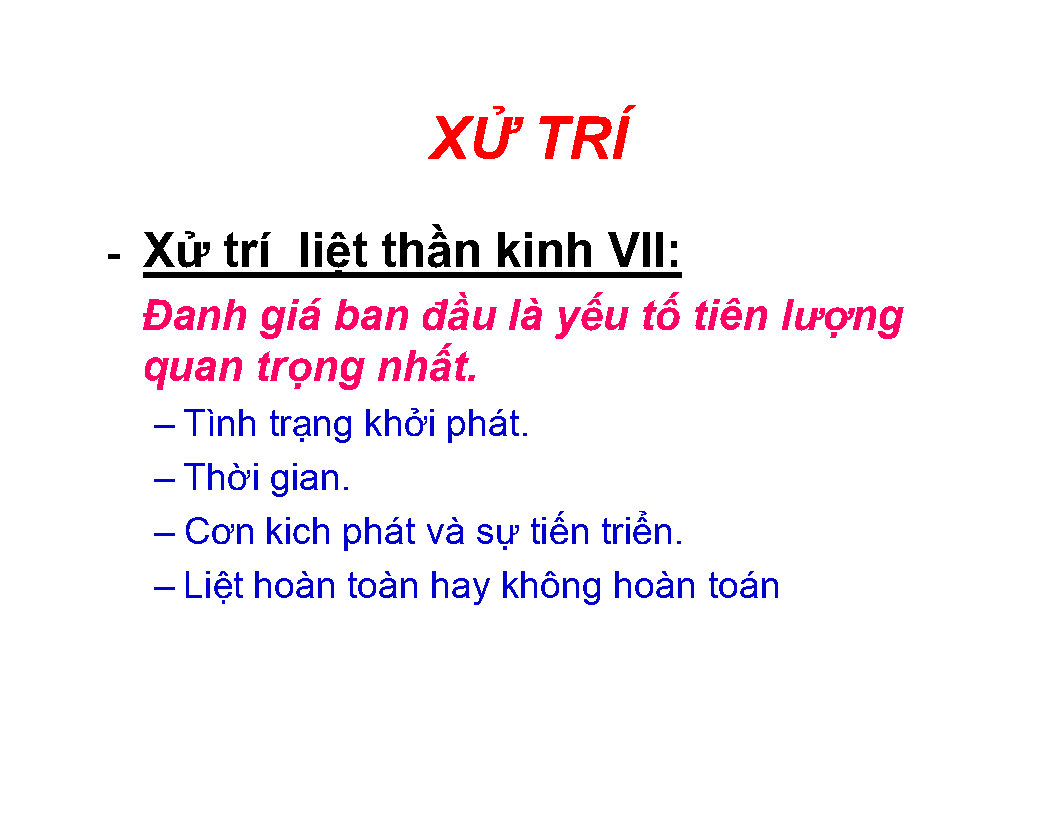 XỬ TRÍ
- Xử trí liệt thần kinh VII:
Đanh giá ban đầu là yếu tố tiên lượng
quan trọng nhất.
– Tình trạng khởi phát.
– Thời gian.
– Cơn kich phát và sự tiến triển.
– Liệt hoàn toàn hay không hoàn toán